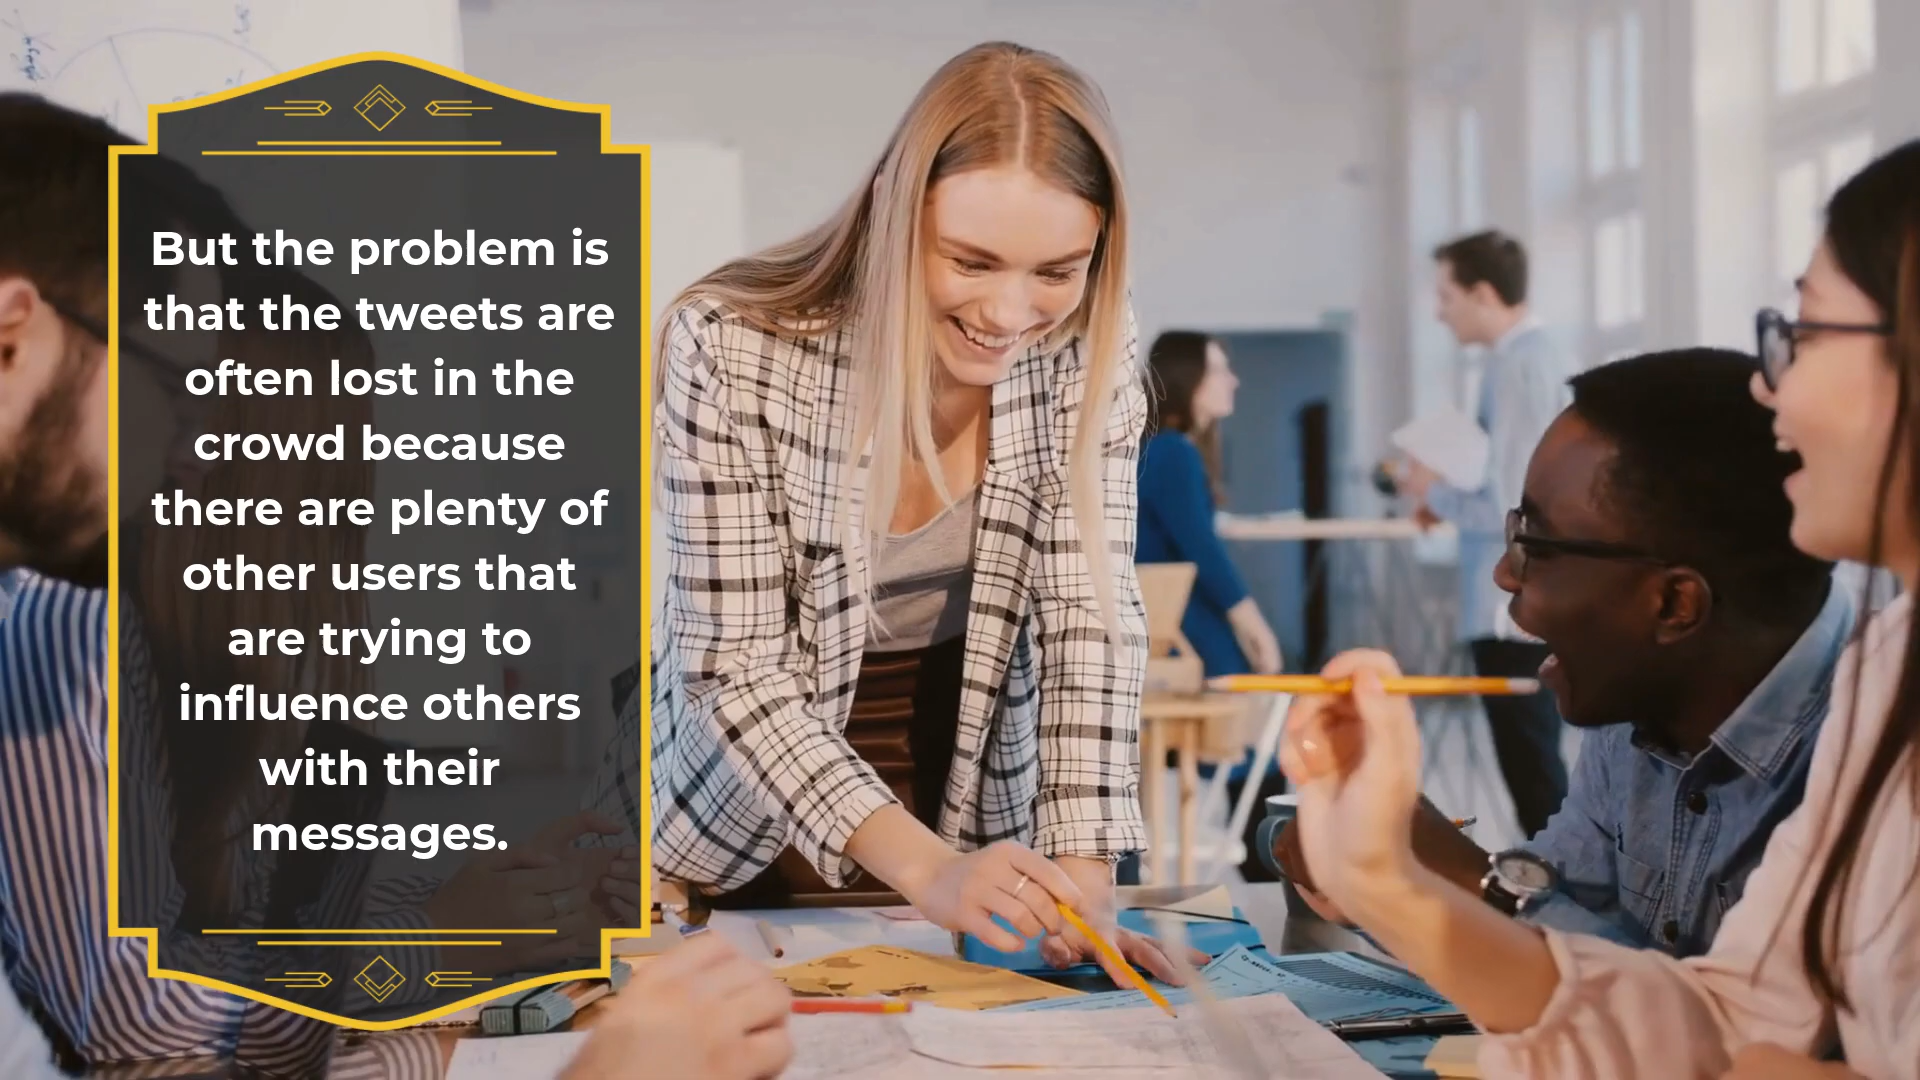 But the problem is
that the tweets are
often lost in the
crowd because
there are plenty of
other users that
are trying to
influence others
with their
messages.